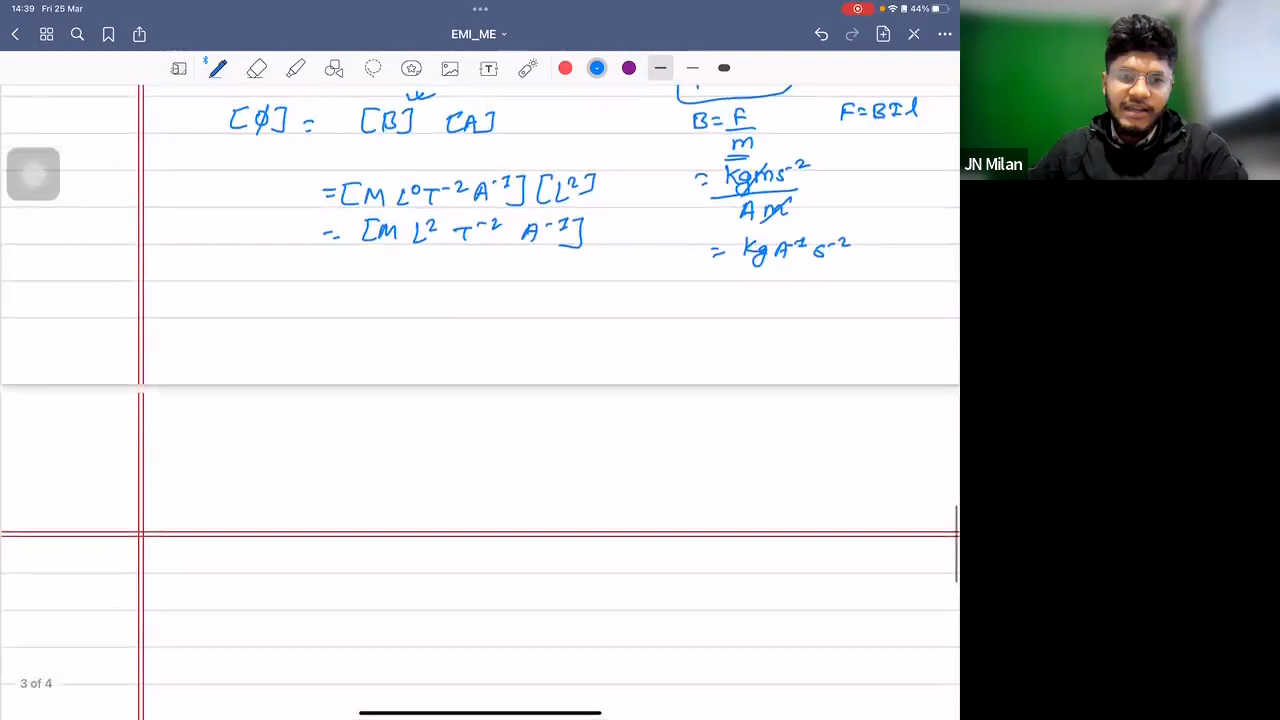 14:39 Fri 25 Mar
44%
EMI_ME
[Φ] = [B] [A]
= [M L⁰ T⁻² A⁻¹] [L²]
= [M L² T⁻² A⁻¹]
B = F/m
F = BIl
= kgms⁻²/Am
= kg A⁻¹ s⁻²
JN Milan
3 of 4